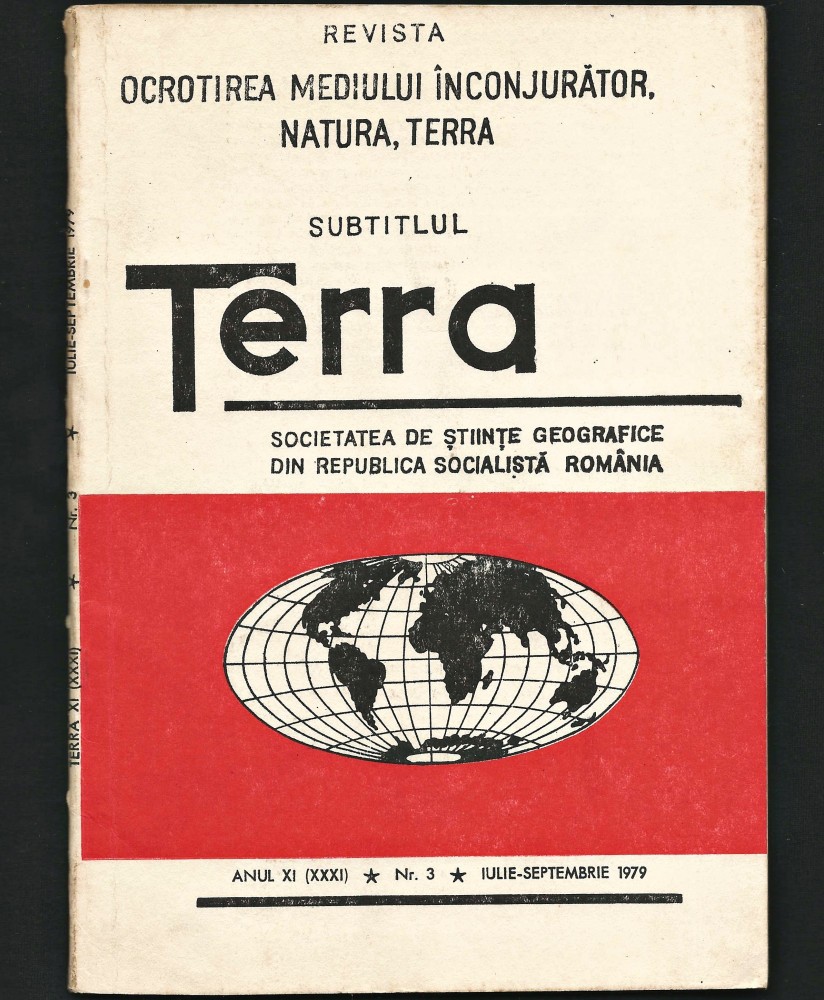 REVISTA
OCROTIREA MEDIULUI ÎNCONJURĂTOR,
NATURA, TERRA
SUBTITLUL
Terra
SOCIETATEA DE ŞTIINŢE GEOGRAFICE
DIN REPUBLICA SOCIALISTĂ ROMÂNIA
ANUL XI (XXXI) ★ Nr. 3 ★ IULIE-SEPTEMBRIE 1979
TERRA XI (XXXI) ★ Nr. 3 ★ IULIE-SEPTEMBRIE 1979